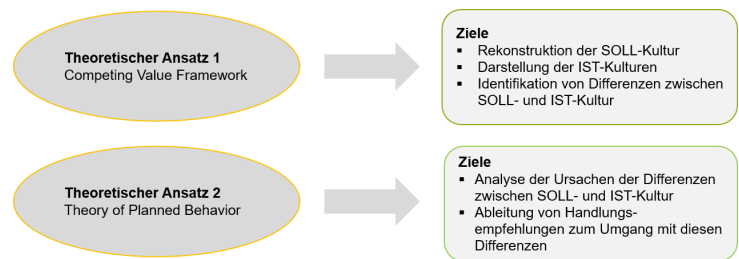 Theoretischer Ansatz 1
Competing Value Framework
Ziele
▪ Rekonstruktion der SOLL-Kultur
▪ Darstellung der IST-Kulturen
▪ Identifikation von Differenzen zwischen
SOLL- und IST-Kultur
Theoretischer Ansatz 2
Theory of Planned Behavior
Ziele
▪ Analyse der Ursachen der Differenzen
zwischen SOLL- und IST-Kultur
▪ Ableitung von Handlungs-
empfehlungen zum Umgang mit diesen
Differenzen